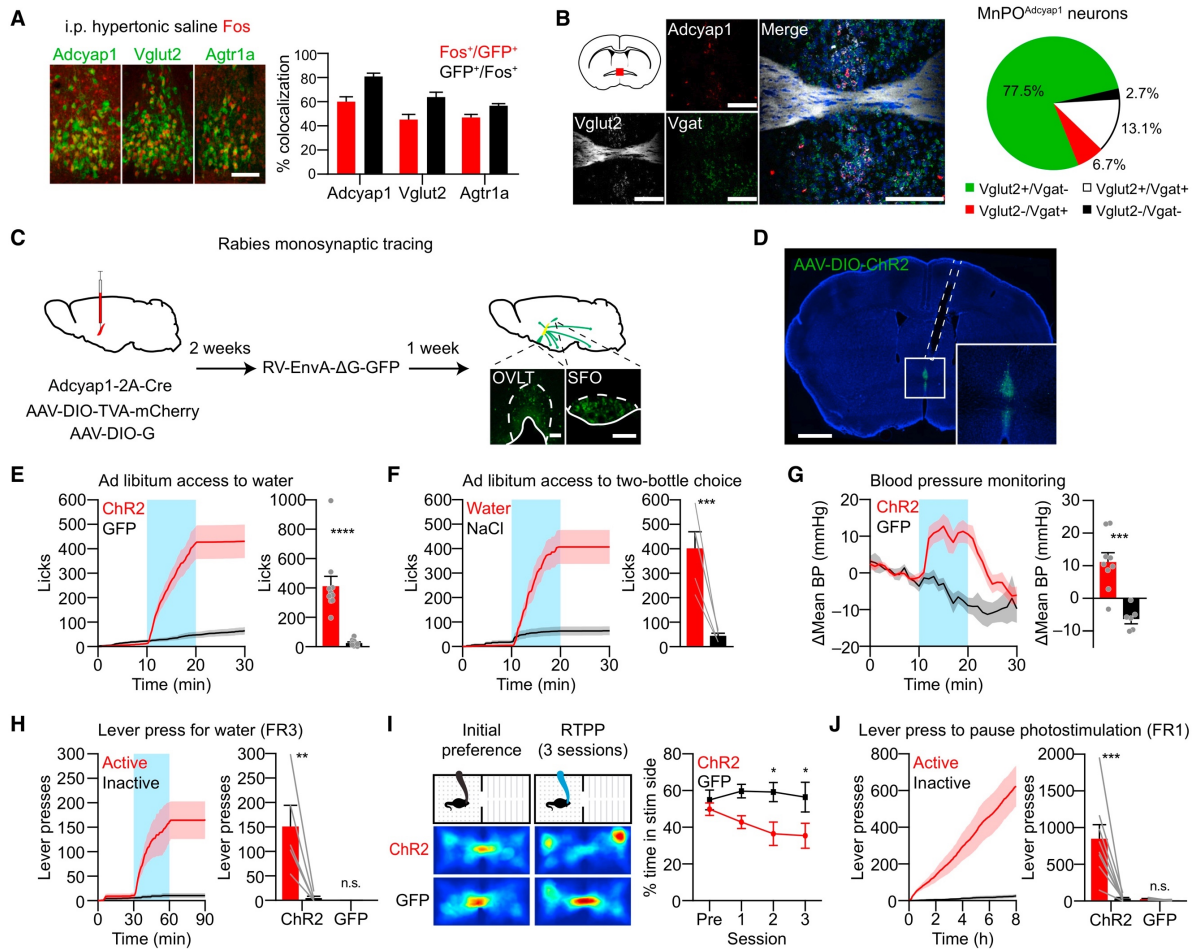 A
i.p. hypertonic saline Fos
Adcyap1 Vglut2 Agtr1a
Fos+/GFP+
GFP+/Fos+
% colocalization
100
80
60
40
20
0
Adcyap1 Vglut2 Agtr1a
B
Adcyap1
Merge
Vglut2
Vgat
MnPO^Adcyap1 neurons
77.5%
2.7%
13.1%
6.7%
Vglut2+/Vgat- Vglut2+/Vgat+
Vglut2-/Vgat+ Vglut2-/Vgat-
C
Rabies monosynaptic tracing
2 weeks
RV-EnvA-ΔG-GFP
1 week
Adcyap1-2A-Cre
AAV-DIO-TVA-mCherry
AAV-DIO-G
OVLT SFO
D
AAV-DIO-ChR2
E
Ad libitum access to water
ChR2
GFP
Licks
600
500
400
300
200
100
0
0 10 20 30
Time (min)
Licks
1000
800
600
400
200
0
****
F
Ad libitum access to two-bottle choice
Water
NaCl
Licks
600
500
400
300
200
100
0
0 10 20 30
Time (min)
Licks
600
500
400
300
200
100
0
***
G
Blood pressure monitoring
ChR2
GFP
ΔMean BP (mmHg)
20
10
0
−10
−20
0 10 20 30
Time (min)
ΔMean BP (mmHg)
30
20
10
0
−10
***
H
Lever press for water (FR3)
Active
Inactive
Lever presses
300
250
200
150
100
50
0
0 30 60 90
Time (min)
Lever presses
300
250
200
150
100
50
0
**
n.s.
ChR2 GFP
I
Initial
preference
RTPP
(3 sessions)
ChR2
GFP
ChR2
GFP
% time in stim side
80
60
40
20
0
* *
Pre 1 2 3
Session
J
Lever press to pause photostimulation (FR1)
Active
Inactive
Lever presses
800
600
400
200
0
0 2 4 6 8
Time (h)
Lever presses
2000
1500
1000
500
0
***
n.s.
ChR2 GFP